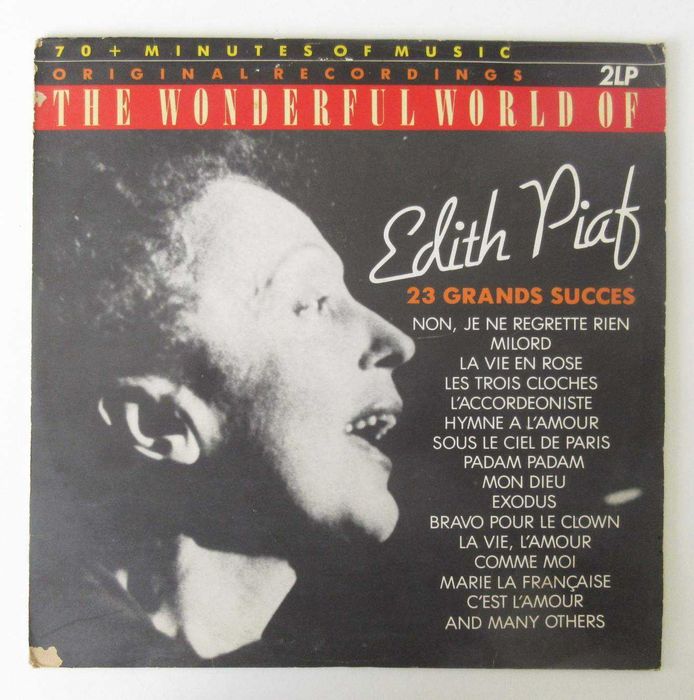 70+ MINUTES OF MUSIC
ORIGINAL RECORDINGS 2LP
THE WONDERFUL WORLD OF
Edith Piaf
23 GRANDS SUCCES
NON, JE NE REGRETTE RIEN
MILORD
LA VIE EN ROSE
LES TROIS CLOCHES
L'ACCORDEONISTE
HYMNE A L'AMOUR
SOUS LE CIEL DE PARIS
PADAM PADAM
MON DIEU
EXODUS
BRAVO POUR LE CLOWN
LA VIE, L'AMOUR
COMME MOI
MARIE LA FRANÇAISE
C'EST L'AMOUR
AND MANY OTHERS